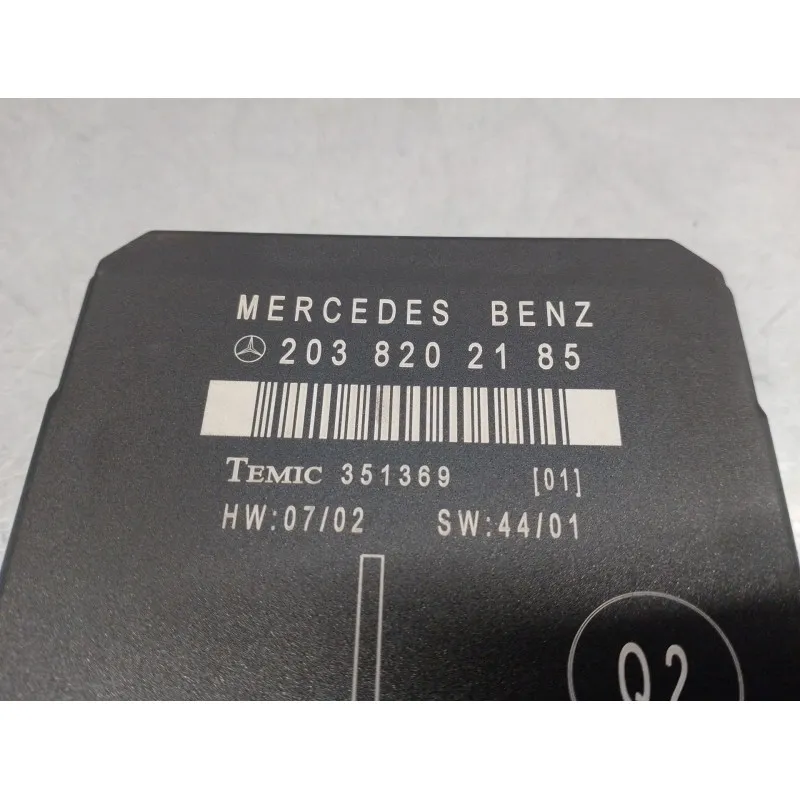 MERCEDES BENZ
203 820 21 85
TEMIC 351369 [01]
HW:07/02 SW:44/01
Q2